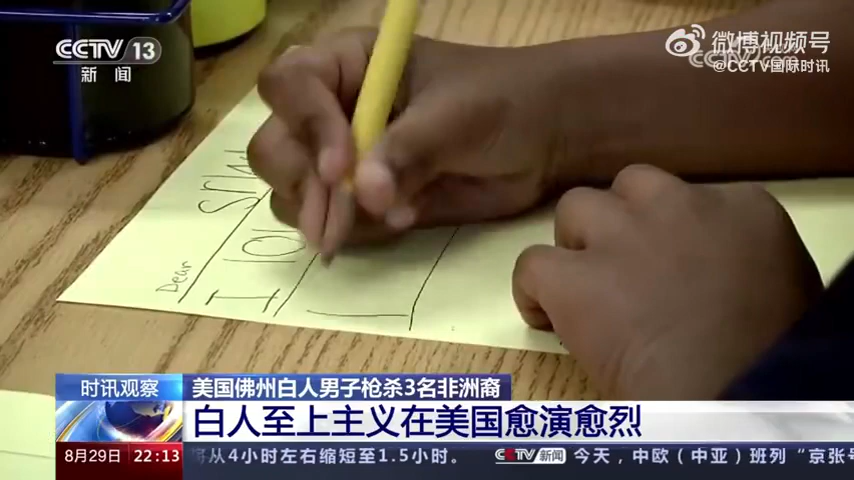 CCTV 13
新闻
微博视频号
@CCTV国际时讯
Dear
I
时讯观察
美国佛州白人男子枪杀3名非洲裔
白人至上主义在美国愈演愈烈
8月29日 22:13
将从4小时左右缩短至1.5小时。 CCTV新闻 今天，中欧（中亚）班列“京张号